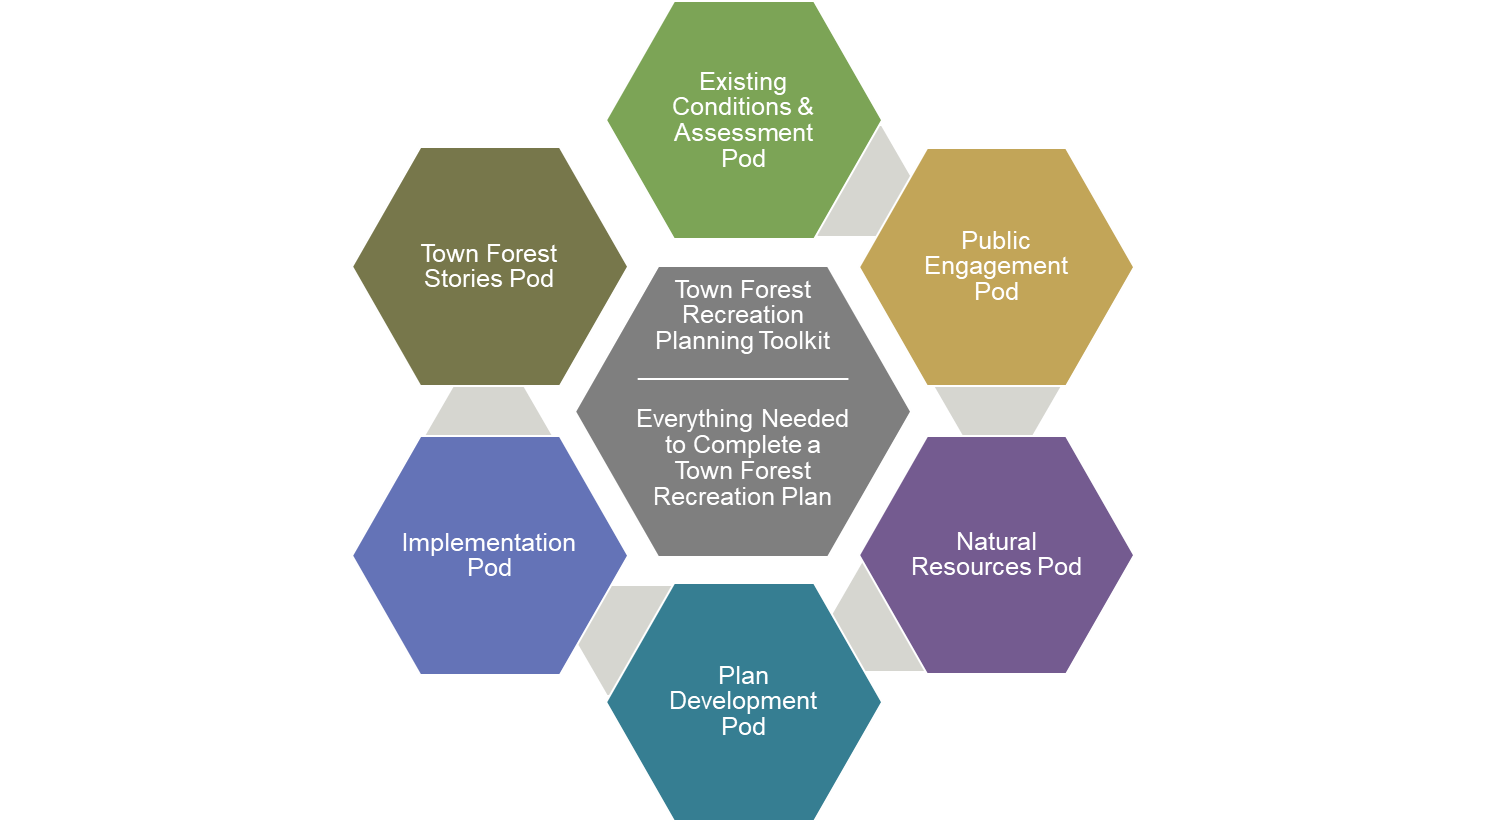 Existing
Conditions &
Assessment
Pod
Public
Engagement
Pod
Natural
Resources Pod
Plan
Development
Pod
Implementation
Pod
Town Forest
Stories Pod
Town Forest
Recreation
Planning Toolkit
Everything Needed
to Complete a
Town Forest
Recreation Plan